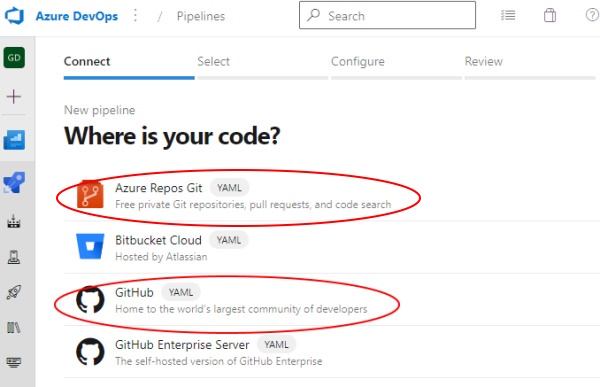 Azure DevOps / Pipelines Search
GD
Connect Select Configure Review
New pipeline
Where is your code?
Azure Repos Git YAML
Free private Git repositories, pull requests, and code search
Bitbucket Cloud YAML
Hosted by Atlassian
GitHub YAML
Home to the world's largest community of developers
GitHub Enterprise Server YAML
The self-hosted version of GitHub Enterprise